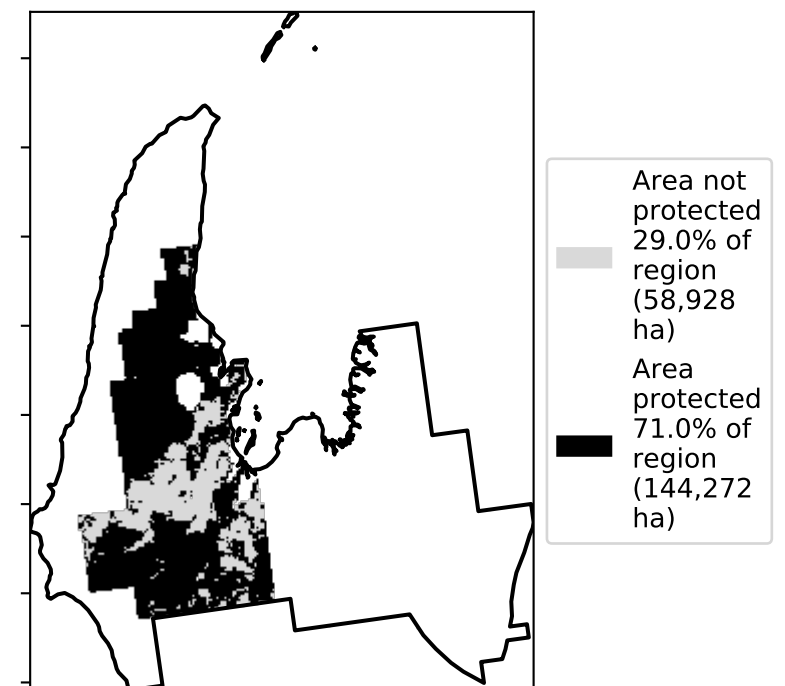 Area not
protected
29.0% of
region
(58,928
ha)
Area
protected
71.0% of
region
(144,272
ha)